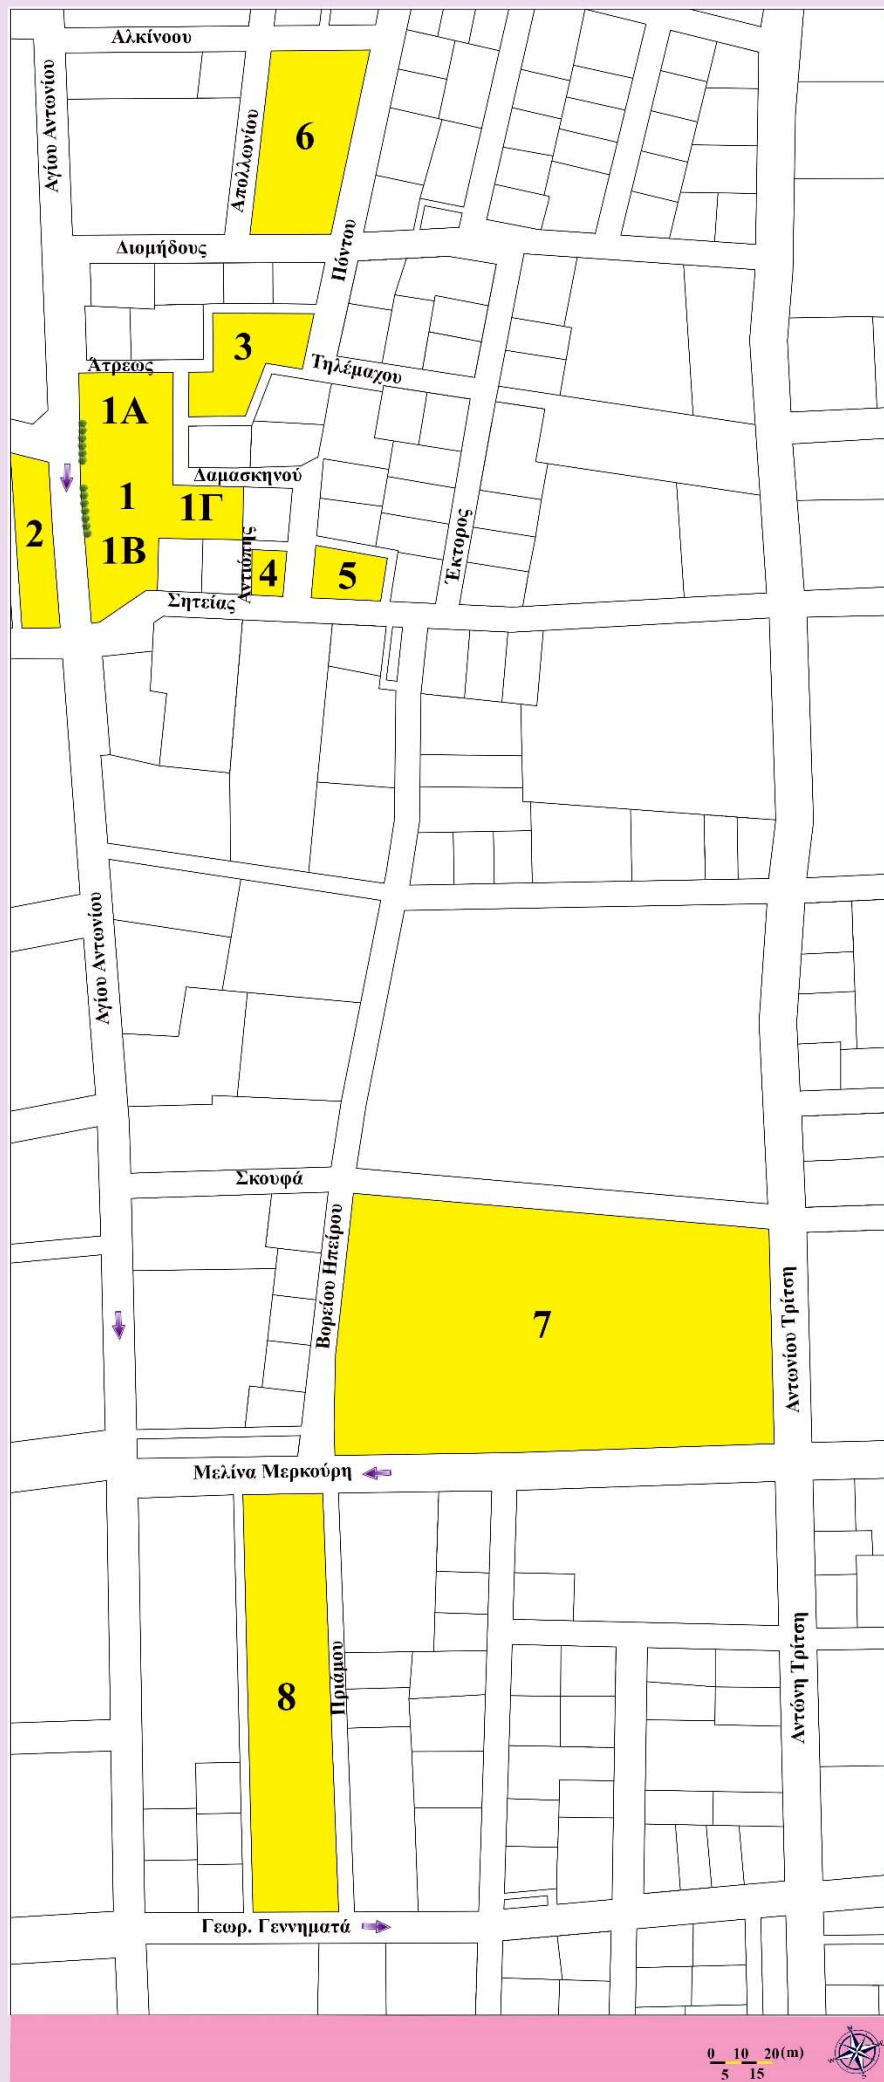 Αλκίνοου
Αγίου Αντωνίου
Απολλωνίου
6
Διομήδους
Πόντου
3
Άτρεως
Τηλέμαχου
1Α
Δαμασκηνού
1
1Γ
2
1Β
Αντιόπης
4
5
Έκτορος
Σητείας
Αγίου Αντωνίου
Σκουφά
Βορείου Ηπείρου
7
Αντωνίου Τρίτση
Μελίνα Μερκούρη
8
Πριάμου
Αντώνη Τρίτση
Γεωρ. Γεννηματά
0 10 20(m)
5 15